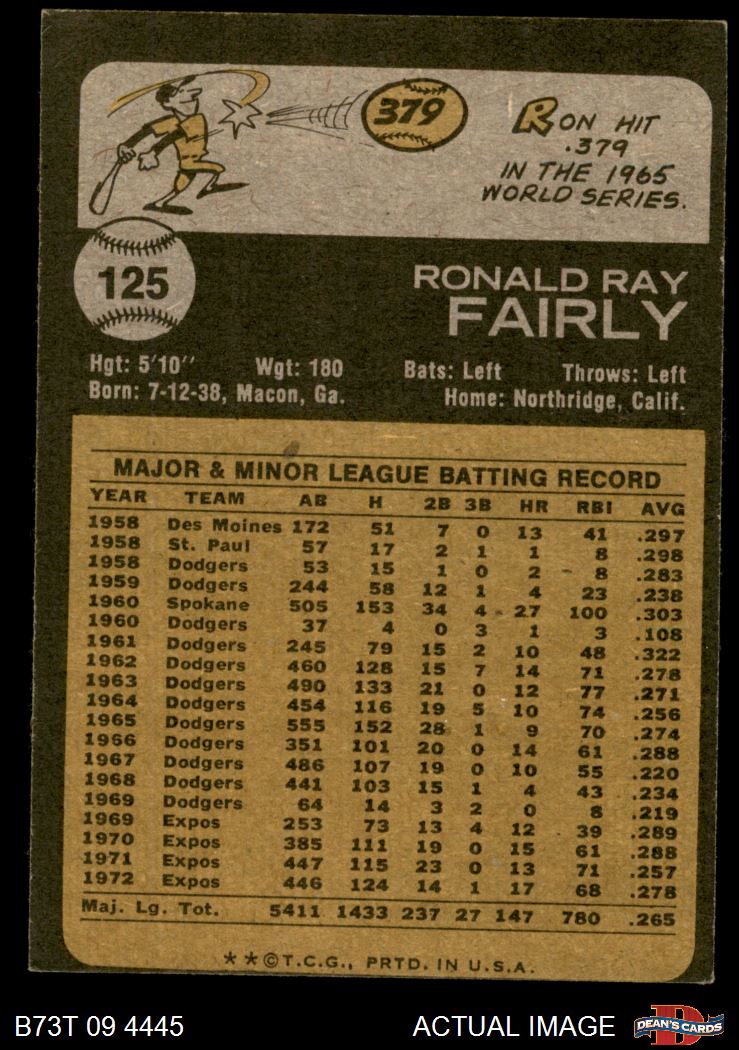 379
RON HIT
.379
IN THE 1965
WORLD SERIES.
125
RONALD RAY
FAIRLY
Hgt: 5'10" Wgt: 180 Bats: Left Throws: Left
Born: 7-12-38, Macon, Ga. Home: Northridge, Calif.
MAJOR & MINOR LEAGUE BATTING RECORD
YEAR TEAM AB H 2B 3B HR RBI AVG
1958 Des Moines 172 51 7 0 13 41 .297
1958 St. Paul 57 17 2 1 1 8 .298
1958 Dodgers 53 15 1 0 2 8 .283
1959 Dodgers 244 58 12 1 4 23 .238
1960 Spokane 505 153 34 4 27 100 .303
1960 Dodgers 37 4 0 3 1 3 .108
1961 Dodgers 245 79 15 2 10 48 .322
1962 Dodgers 460 128 15 7 14 71 .278
1963 Dodgers 490 133 21 0 12 77 .271
1964 Dodgers 454 116 19 5 10 74 .256
1965 Dodgers 555 152 28 1 9 70 .274
1966 Dodgers 351 101 20 0 14 61 .288
1967 Dodgers 486 107 19 0 10 55 .220
1968 Dodgers 441 103 15 1 4 43 .234
1969 Dodgers 64 14 3 2 0 8 .219
1969 Expos 253 73 13 4 12 39 .289
1970 Expos 385 111 19 0 15 61 .288
1971 Expos 447 115 23 0 13 71 .257
1972 Expos 446 124 14 1 17 68 .278
Maj. Lg. Tot. 5411 1433 237 27 147 780 .265
**©T.C.G., PRTD. IN U.S.A.
B73T 09 4445 ACTUAL IMAGE
D
DEAN'S CARDS